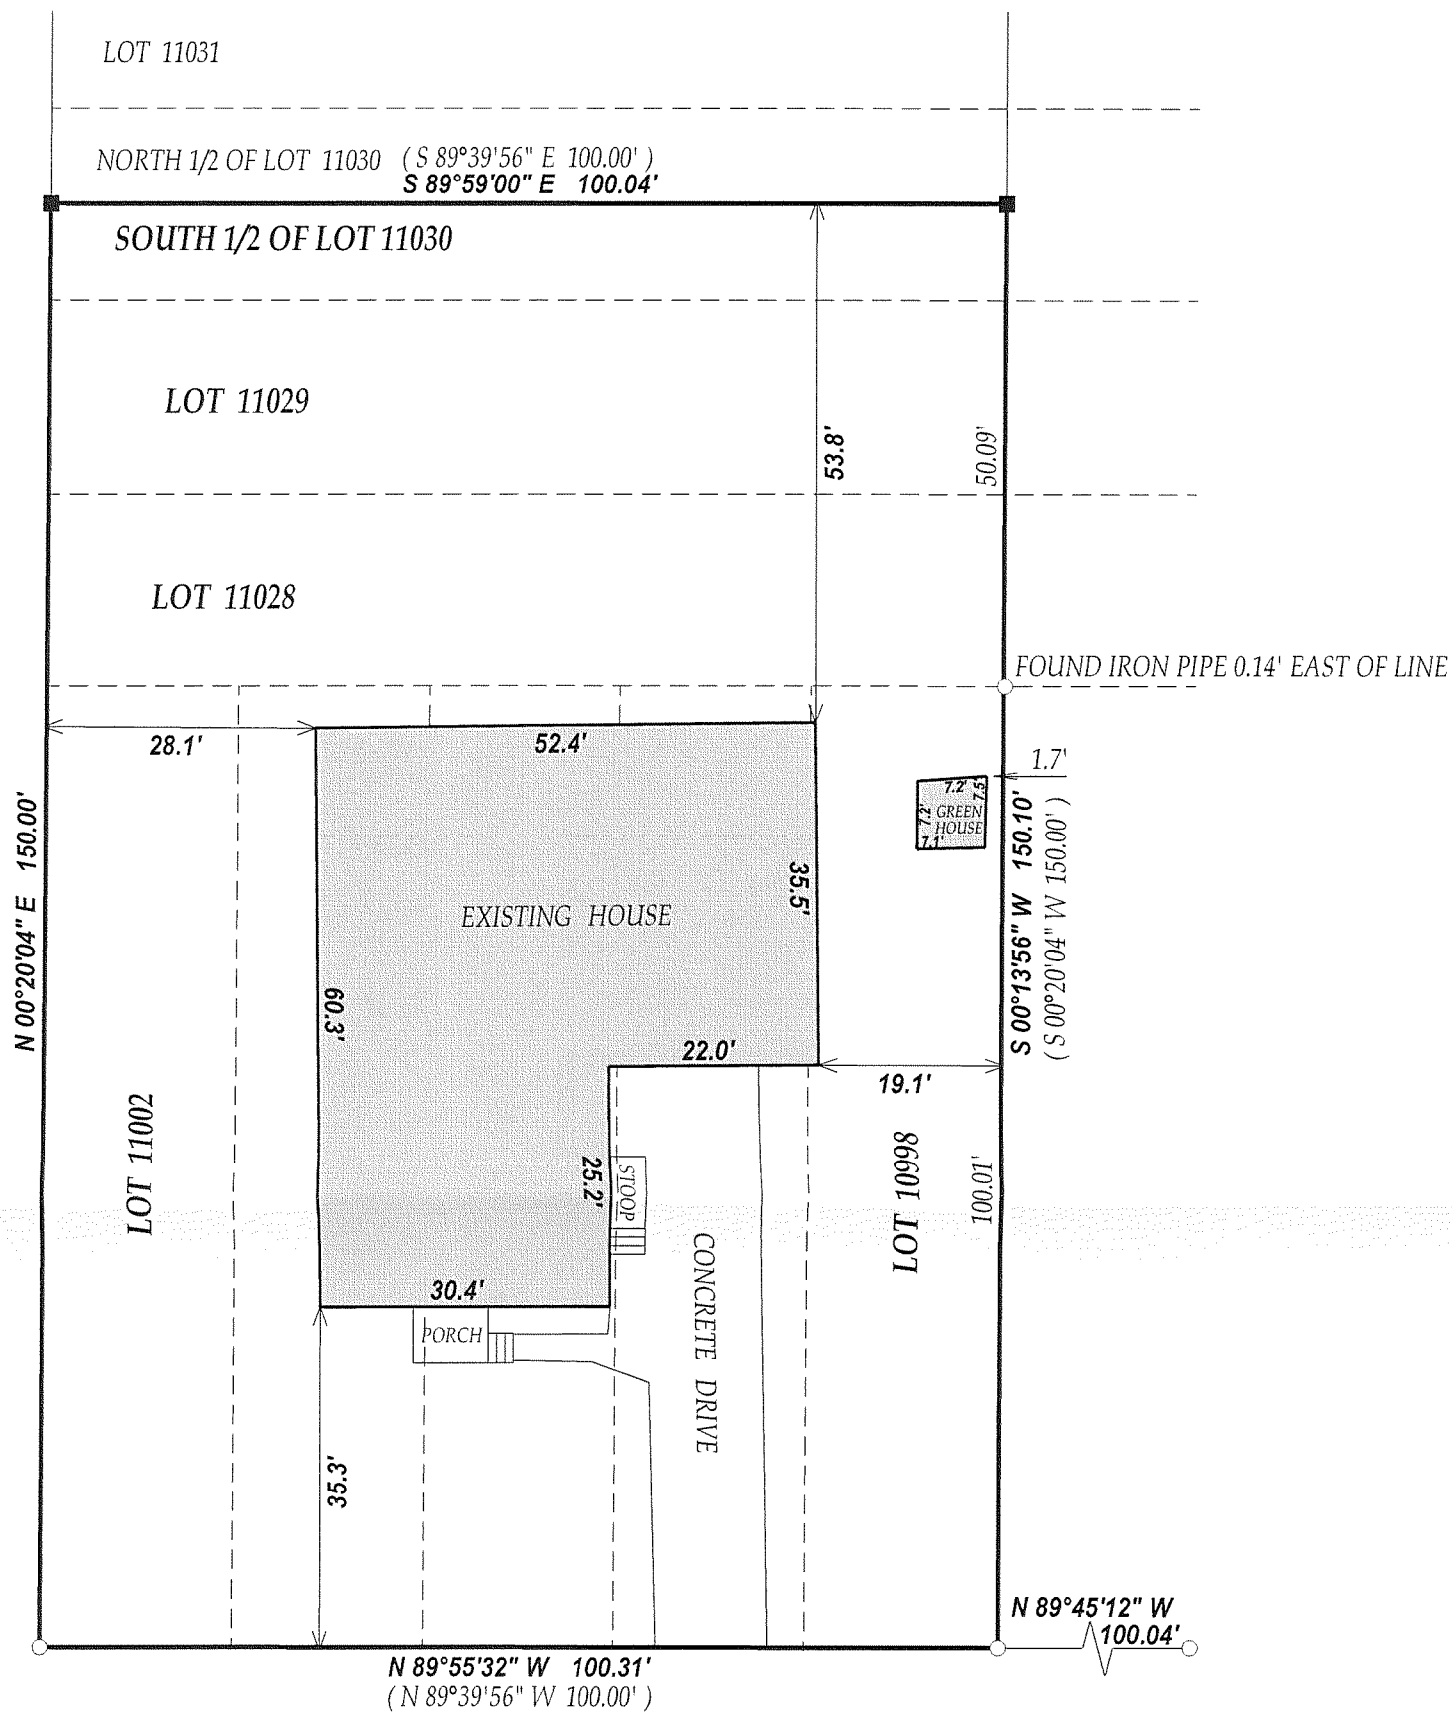 LOT 11031
NORTH 1/2 OF LOT 11030 ( S 89°39'56" E 100.00' )
S 89°59'00" E 100.04'
SOUTH 1/2 OF LOT 11030
LOT 11029
53.8'
50.09'
LOT 11028
FOUND IRON PIPE 0.14' EAST OF LINE
28.1'
52.4'
1.7'
7.2'
7.5'
7.2'
GREEN
HOUSE
7.1'
N 00°20'04" E 150.00'
35.5'
S 00°13'56" W 150.10'
( S 00°20'04" W 150.00' )
EXISTING HOUSE
60.3'
22.0'
19.1'
LOT 11002
25.2'
STOOP
LOT 10998
100.01'
CONCRETE DRIVE
30.4'
PORCH
35.3'
N 89°45'12" W
100.04'
N 89°55'32" W 100.31'
( N 89°39'56" W 100.00' )